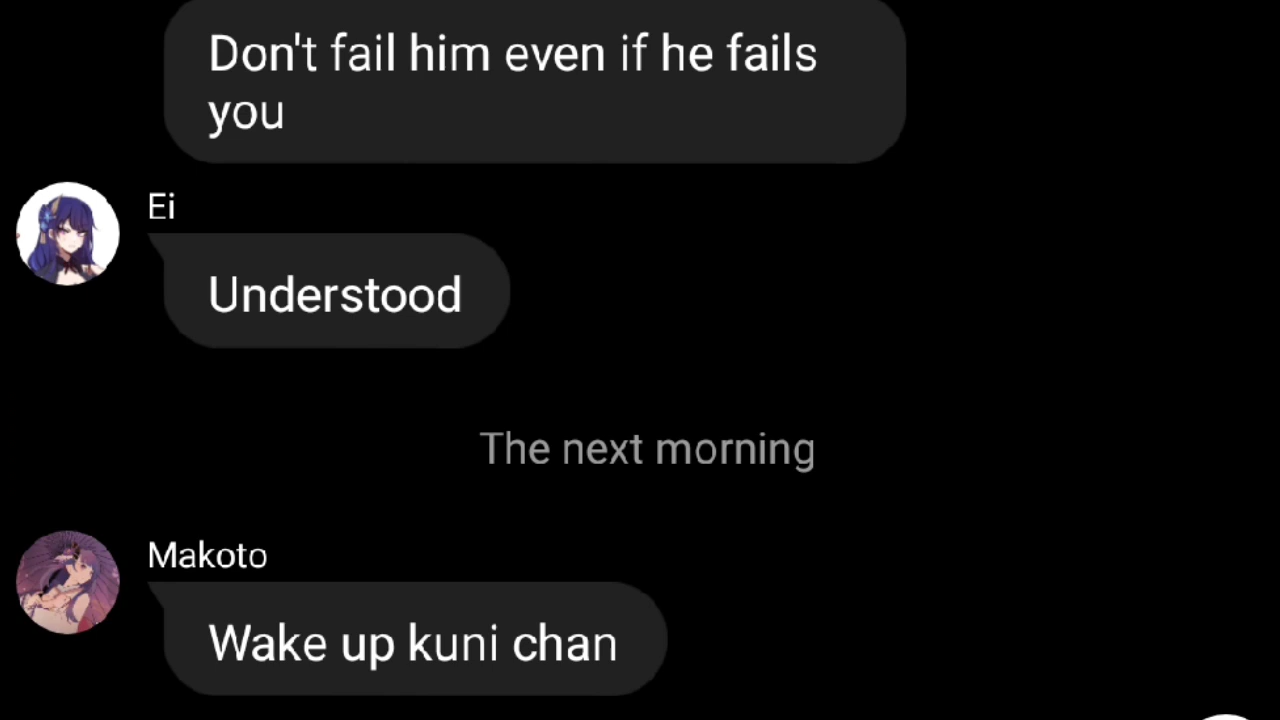 Don't fail him even if he fails
you
Ei
Understood
The next morning
Makoto
Wake up kuni chan